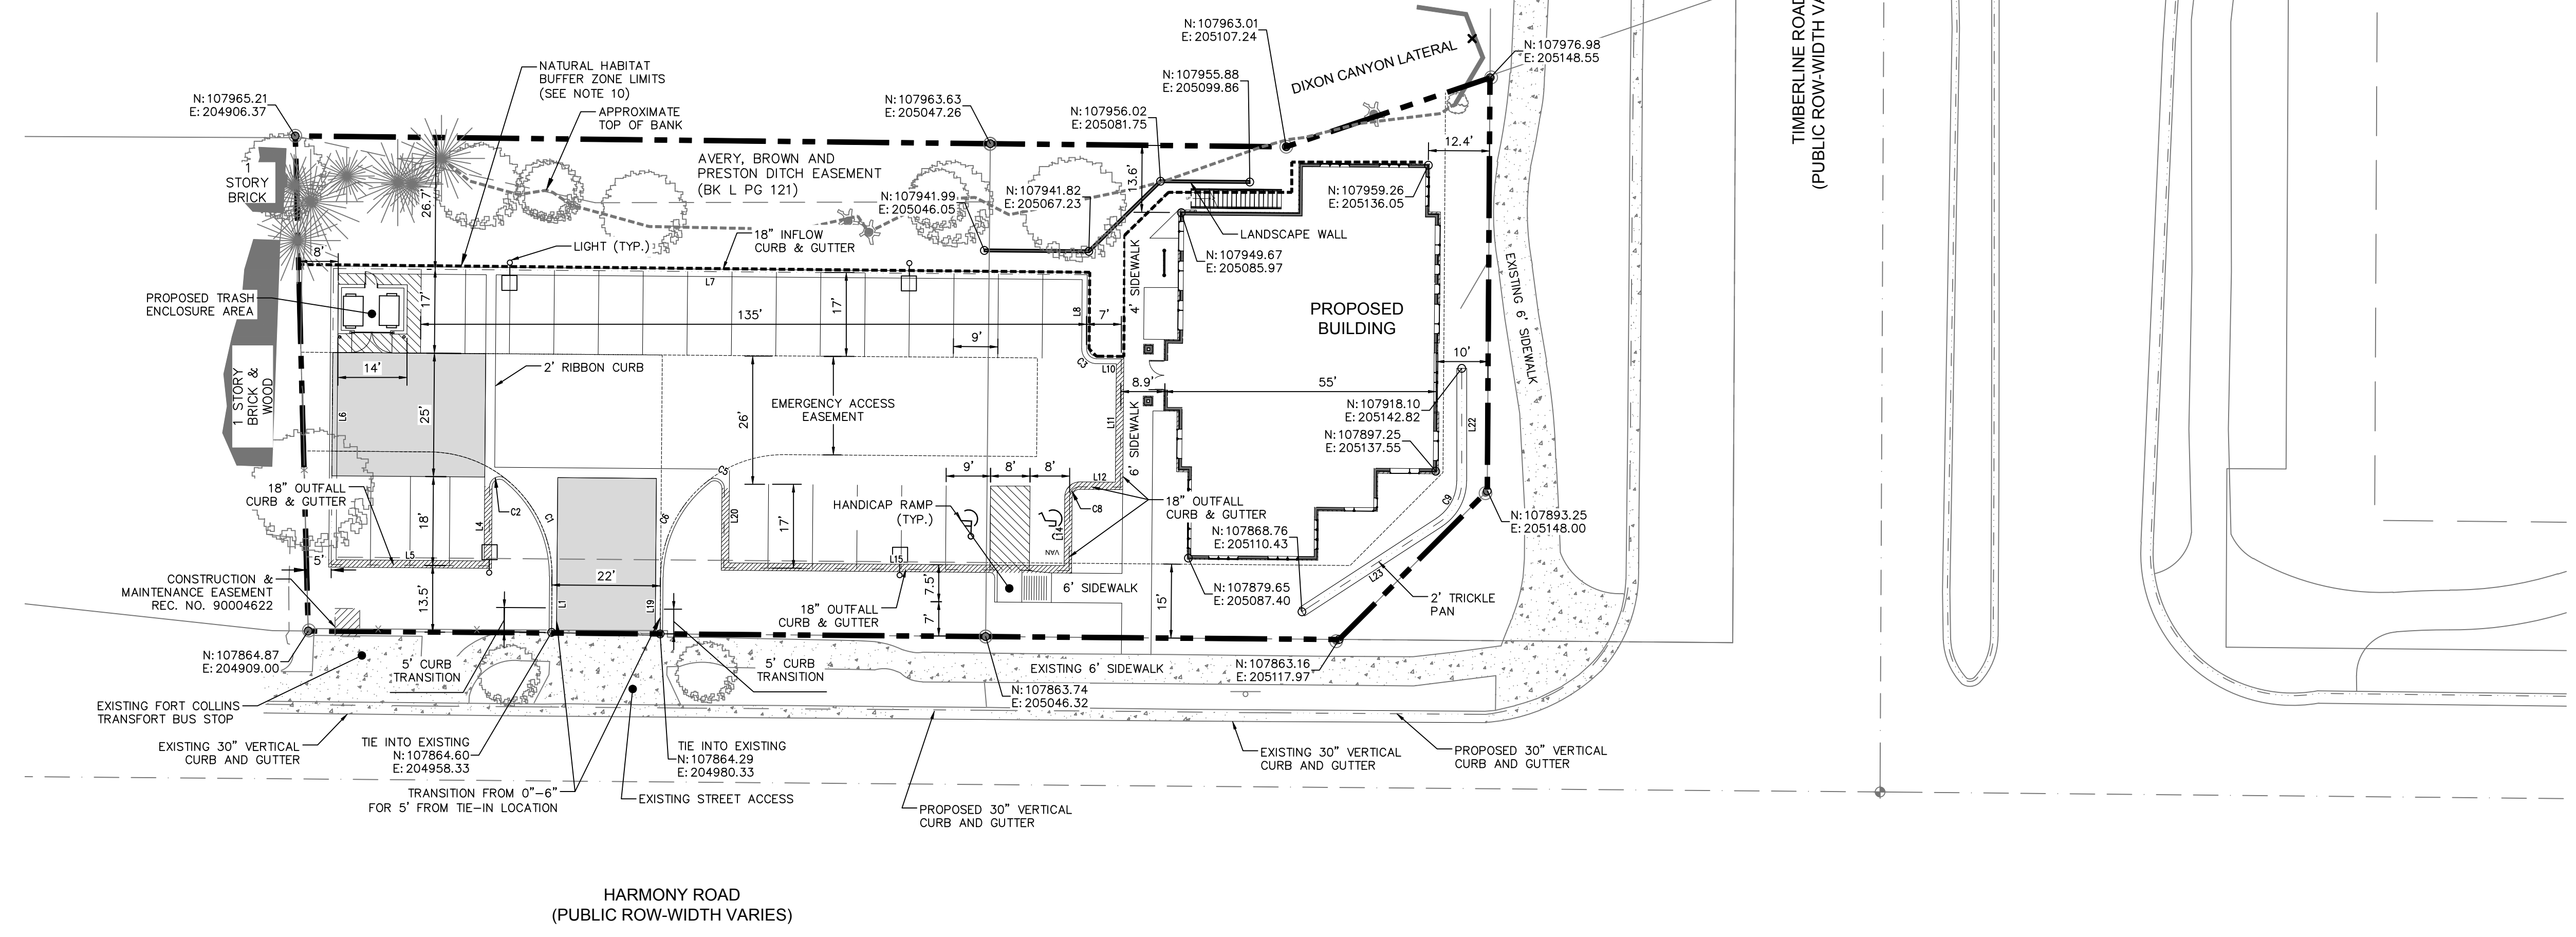 TIMBERLINE ROAD
(PUBLIC ROW-WIDTH VA
N:107963.01
E:205107.24
DIXON CANYON LATERAL
N:107976.98
E:205148.55
NATURAL HABITAT
BUFFER ZONE LIMITS
(SEE NOTE 10)
N:107955.88
E:205099.86
N:107965.21
E:204906.37
APPROXIMATE
TOP OF BANK
N:107963.63
E:205047.26
N:107956.02
E:205081.75
12.4'
AVERY, BROWN AND
PRESTON DITCH EASEMENT
(BK L PG 121)
1
STORY
BRICK
26.7'
13.6'
N:107941.99
E:205046.05
N:107941.82
E:205067.23
N:107959.26
E:205136.05
LIGHT (TYP.)
18" INFLOW
CURB & GUTTER
LANDSCAPE WALL
8'
4' SIDEWALK
N:107949.67
E:205085.97
EXISTING 6' SIDEWALK
L7
PROPOSED TRASH
ENCLOSURE AREA
17'
135'
17'
L8
7'
PROPOSED
BUILDING
9'
C3
L10
14'
2' RIBBON CURB
10'
1 STORY
BRICK &
WOOD
8.9'
55'
EMERGENCY ACCESS
EASEMENT
L6
25'
26'
L11
6' SIDEWALK
N:107918.10
E:205142.82
L22
N:107897.25
E:205137.55
C5
9'
8'
8'
L12
18" OUTFALL
CURB & GUTTER
C9
HANDICAP RAMP
(TYP.)
18" OUTFALL
CURB & GUTTER
C2
C8
18'
L4
C1
C6
L20
17'
L14
VAN
N:107893.25
E:205148.00
N:107868.76
E:205110.43
L5
L15
5'
L23
CONSTRUCTION &
MAINTENANCE EASEMENT
REC. NO. 90004622
22'
13.5'
7.5'
6' SIDEWALK
15'
N:107879.65
E:205087.40
2' TRICKLE
PAN
L1
L19
18" OUTFALL
CURB & GUTTER
7'
N:107864.87
E:204909.00
5' CURB
TRANSITION
5' CURB
TRANSITION
EXISTING 6' SIDEWALK
N:107863.16
E:205117.97
N:107863.74
E:205046.32
EXISTING FORT COLLINS
TRANSFORT BUS STOP
EXISTING 30" VERTICAL
CURB AND GUTTER
TIE INTO EXISTING
N:107864.60
E:204958.33
TIE INTO EXISTING
N:107864.29
E:204980.33
EXISTING 30" VERTICAL
CURB AND GUTTER
PROPOSED 30" VERTICAL
CURB AND GUTTER
TRANSITION FROM 0"-6"
FOR 5' FROM TIE-IN LOCATION
EXISTING STREET ACCESS
PROPOSED 30" VERTICAL
CURB AND GUTTER
HARMONY ROAD
(PUBLIC ROW-WIDTH VARIES)